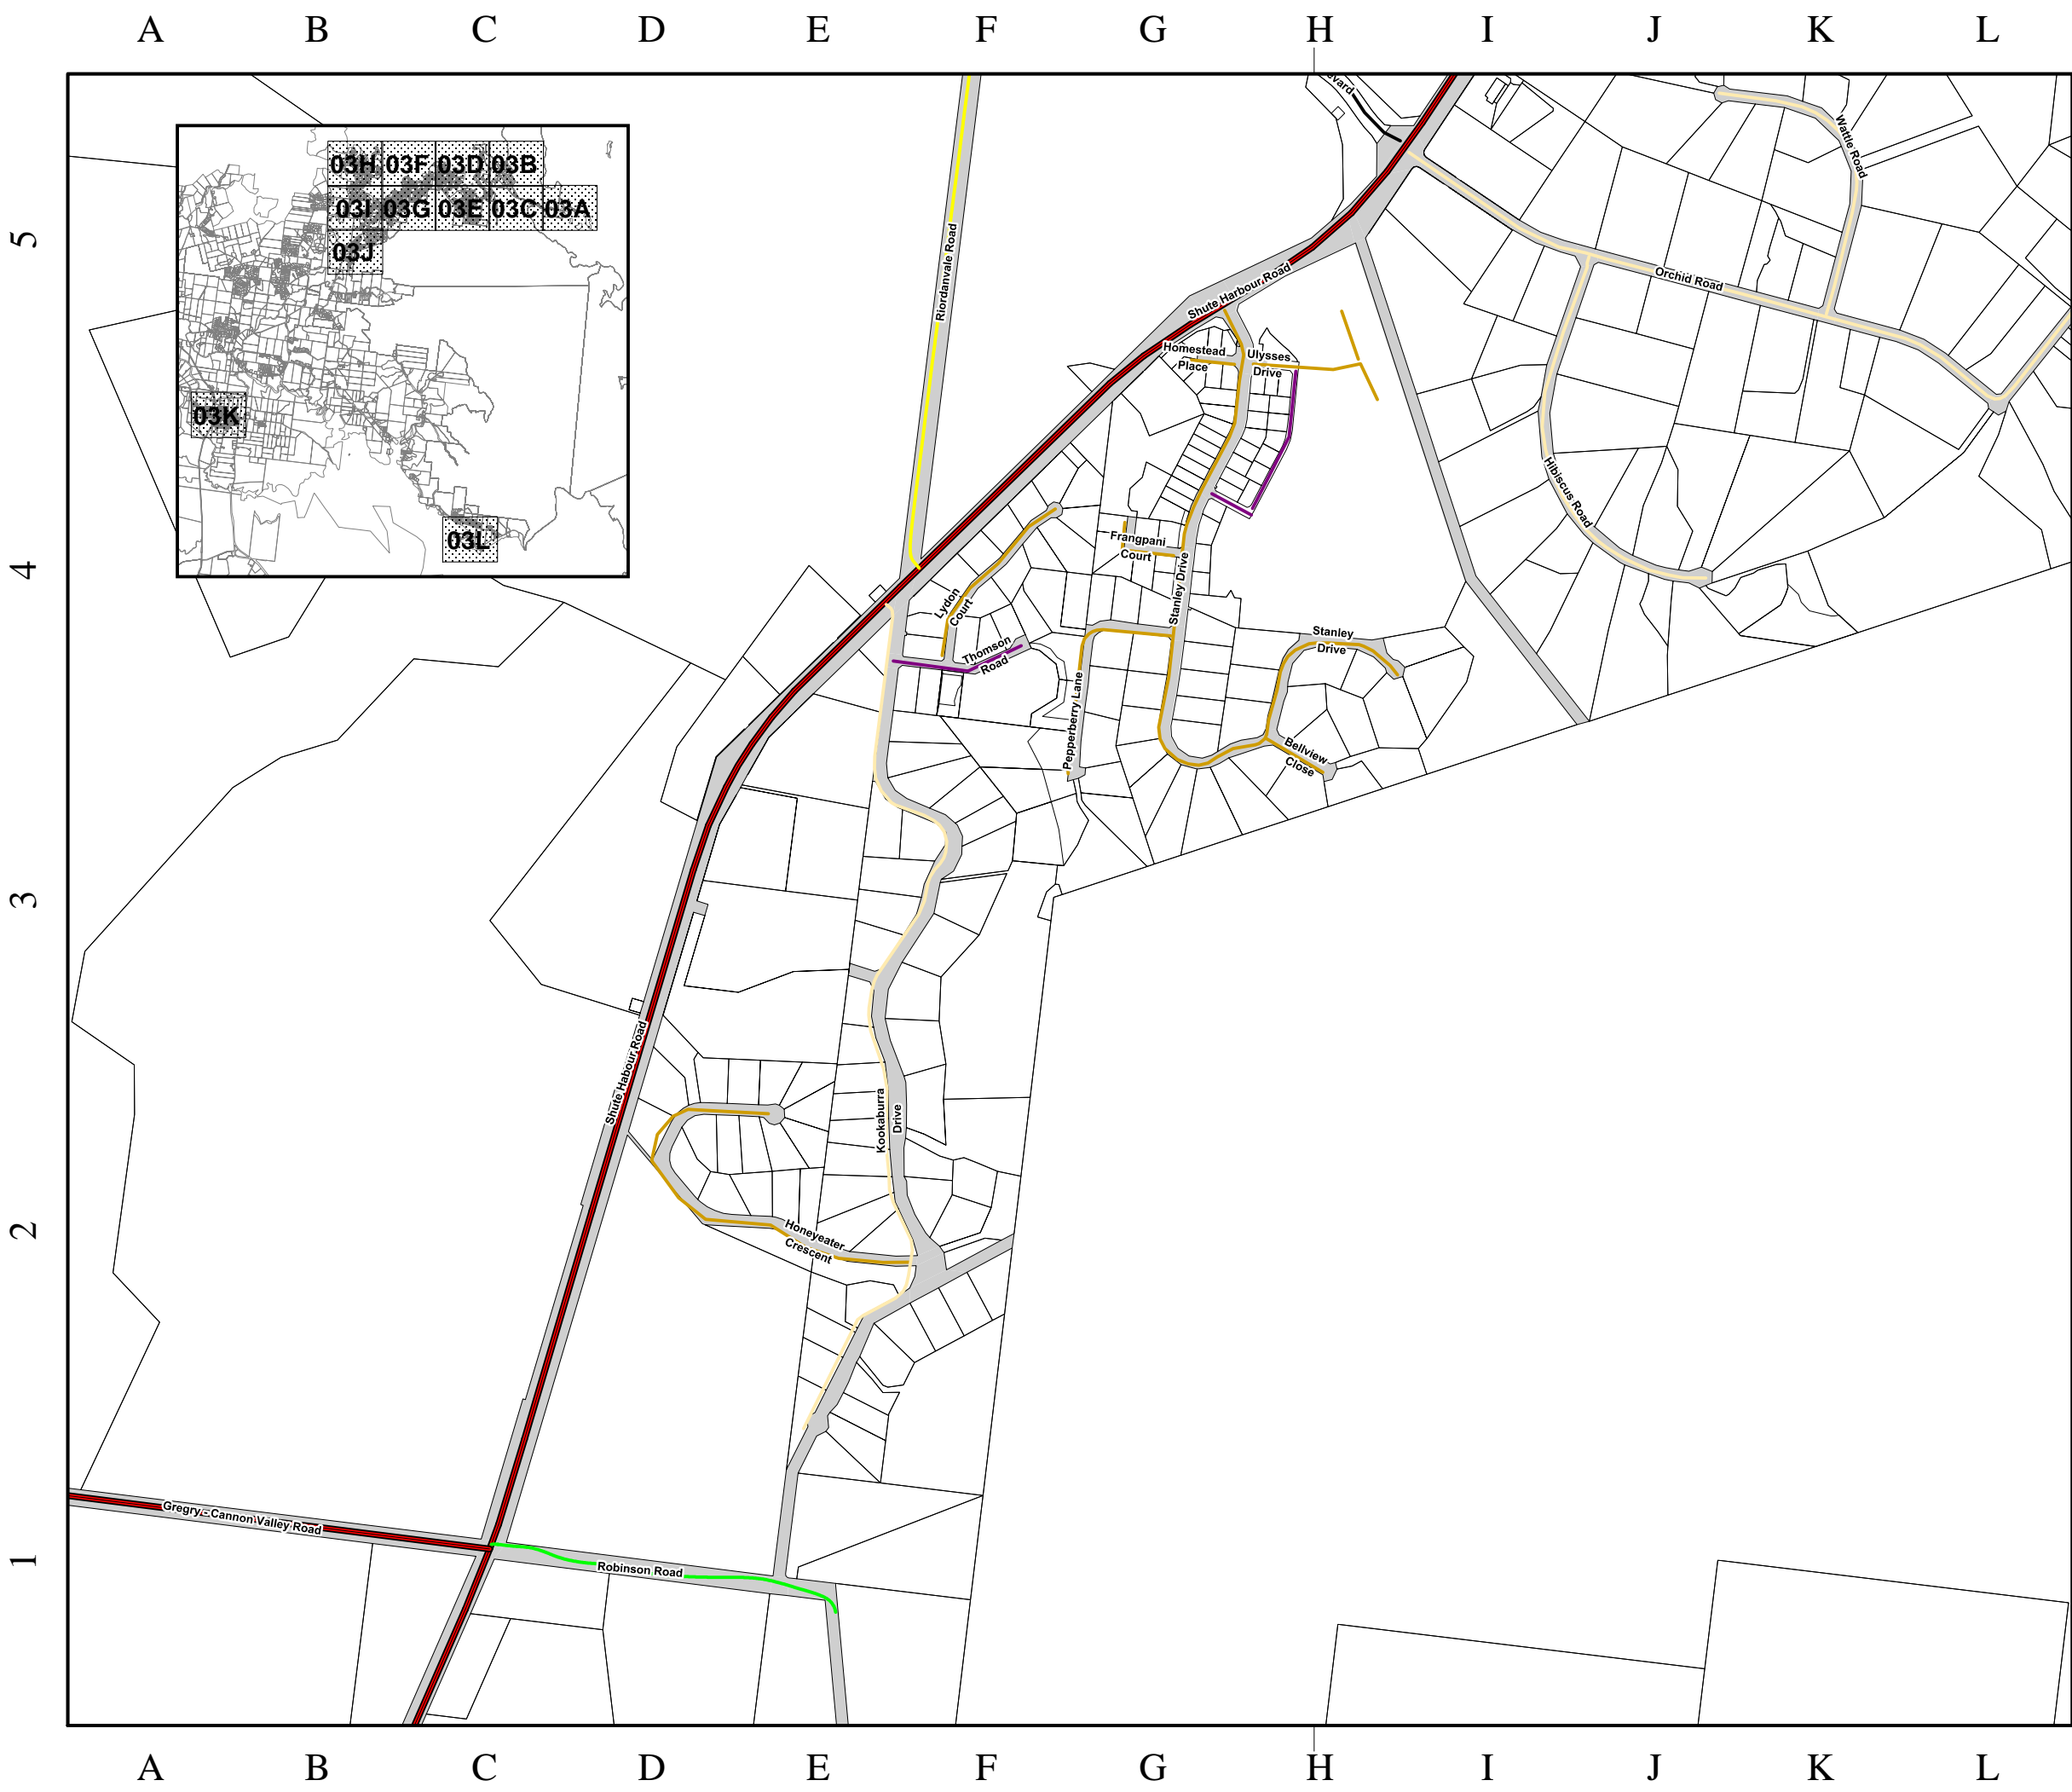 A B C D E F G H I J K L
evard
Wattle Road
03H 03F 03D 03B
03I 03G 03E 03C 03A
03J
03K
03L
5
Riordanvale Road
Shute Harbour Road
Orchid Road
Homestead
Place
Ulysses
Drive
Hibiscus Road
4
Frangpani
Court
Stanley Drive
Lydon
Court
Thomson
Road
Stanley
Drive
Pepperberry Lane
Bellview
Close
3
Shute Habour Road
Kookaburra
Drive
2
Honeyeater
Crescent
Gregry - Cannon Valley Road
1
Robinson Road
A B C D E F G H I J K L